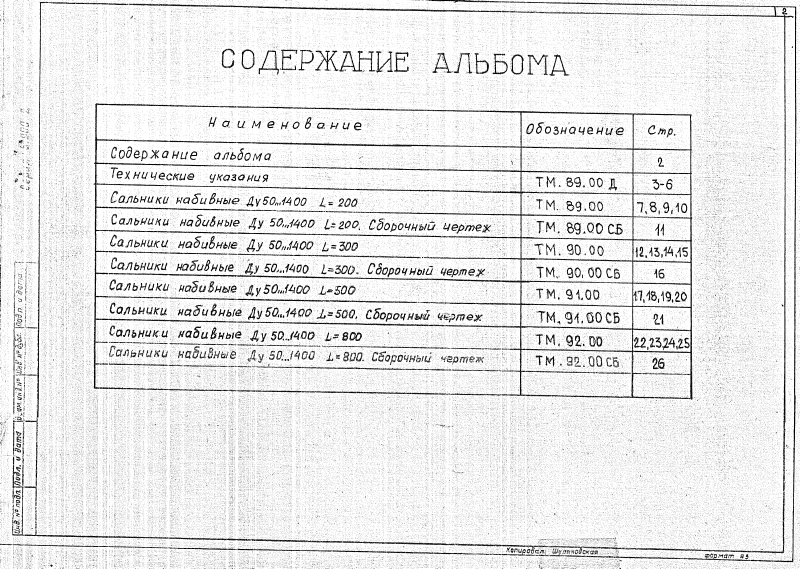 2
СОДЕРЖАНИЕ АЛЬБОМА
Наименование Обозначение Стр.
Содержание альбома 2
Технические указания ТМ. 89.00 Д 3-6
Сальники набивные Ду 50...1400 L=200 ТМ. 89.00 7,8,9,10
Сальники набивные Ду 50...1400 L=200. Сборочный чертеж ТМ. 89.00 СБ 11
Сальники набивные Ду 50...1400 L=300 ТМ. 90.00 12,13,14,15
Сальники набивные Ду 50...1400 L=300. Сборочный чертеж ТМ. 90.00 СБ 16
Сальники набивные Ду 50...1400 L=500 ТМ. 91.00 17,18,19,20
Сальники набивные Ду 50...1400 L=500. Сборочный чертеж ТМ. 91.00 СБ 21
Сальники набивные Ду 50...1400 L=800 ТМ. 92.00 22,23,24,25
Сальники набивные Ду 50...1400 L=800. Сборочный чертеж ТМ. 92.00 СБ 26
Инв. № подл. Подп. и дата Взам. инв. № Инв. № дубл. Подп. и дата
Копировал: Шуляковская формат А3